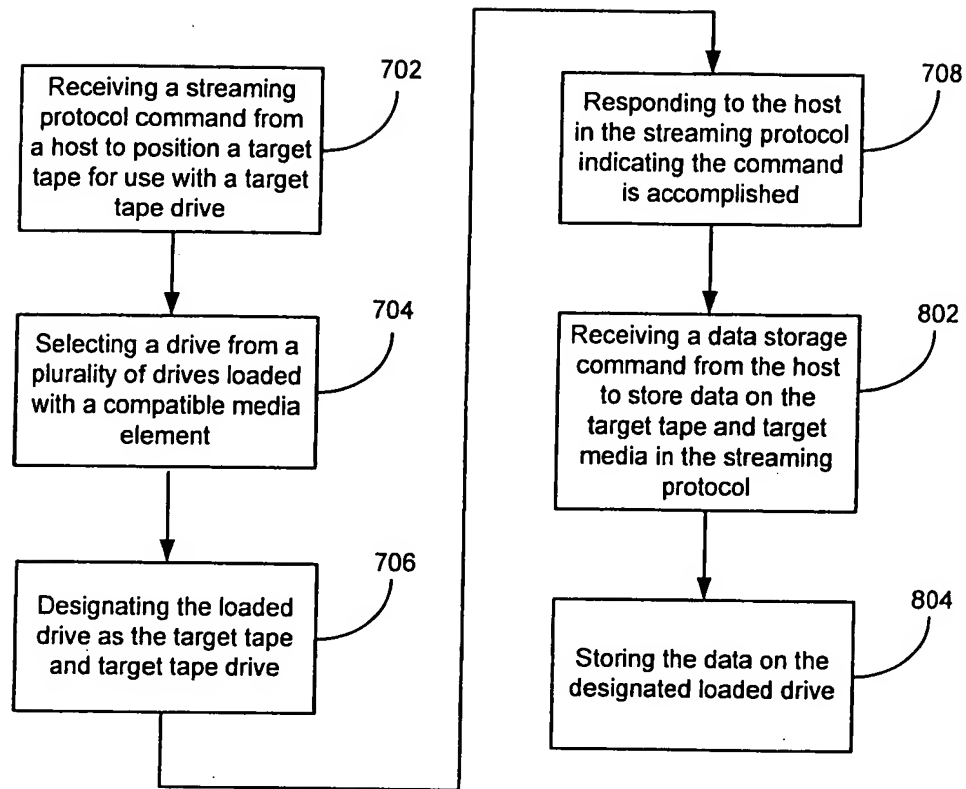 702
Receiving a streaming
protocol command from
a host to position a target
tape for use with a target
tape drive
704
Selecting a drive from a
plurality of drives loaded
with a compatible media
element
706
Designating the loaded
drive as the target tape
and target tape drive
708
Responding to the host
in the streaming protocol
indicating the command
is accomplished
802
Receiving a data storage
command from the host
to store data on the
target tape and target
media in the streaming
protocol
804
Storing the data on the
designated loaded drive